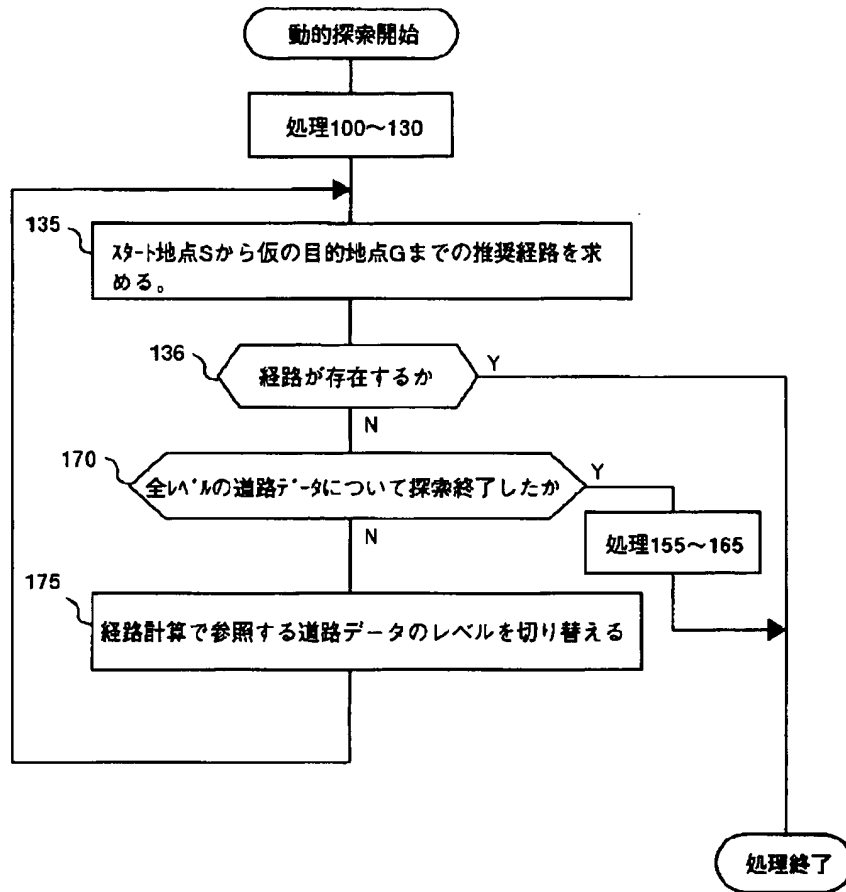 動的探索開始
処理100～130
135
ｽﾀｰﾄ地点Sから仮の目的地点Gまでの推奨経路を求
める。
136
経路が存在するか
Y
N
170
全ﾚﾍﾞﾙの道路ﾃﾞｰﾀについて探索終了したか
Y
N
処理155～165
175
経路計算で参照する道路データのレベルを切り替える
処理終了